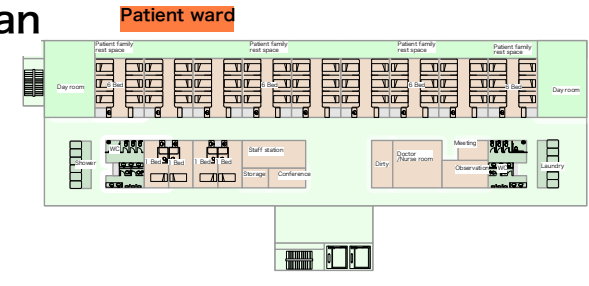 an
Patient ward
Patient family
rest space
Patient family
rest space
Patient family
rest space
Patient family
rest space
Day room
6 Bed
6 Bed
6 Bed
5 Bed
Day room
WC
Shower
1 Bed
1 Bed
1 Bed
1 Bed
Staff station
Storage
Conference
Dirty
Doctor
/Nurse room
Meeting
Observation
WC
Laundry